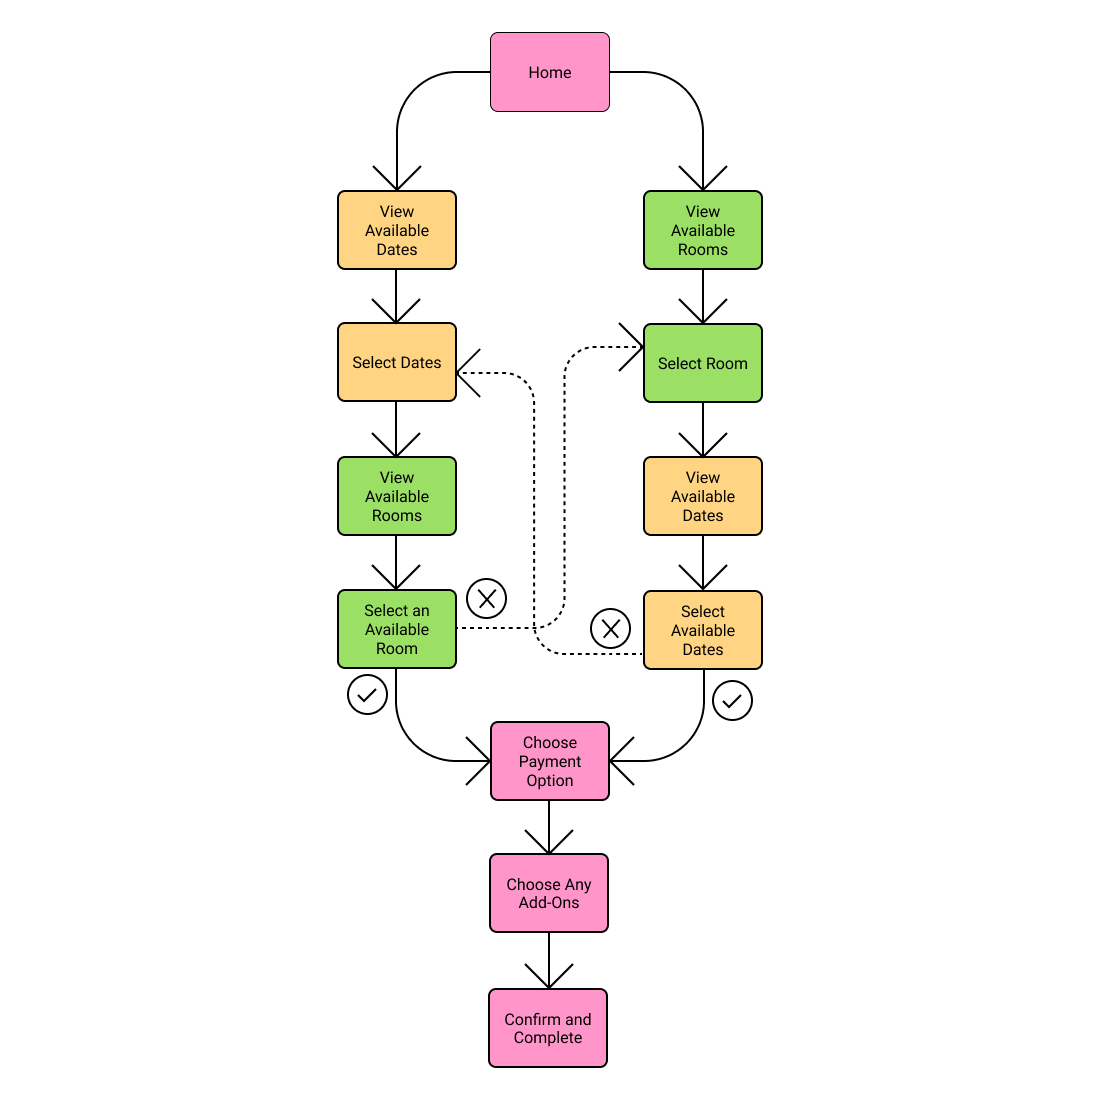 Home
View
Available
Dates
View
Available
Rooms
Select Dates
Select Room
View
Available
Rooms
View
Available
Dates
Select an
Available
Room
Select
Available
Dates
Choose
Payment
Option
Choose Any
Add-Ons
Confirm and
Complete